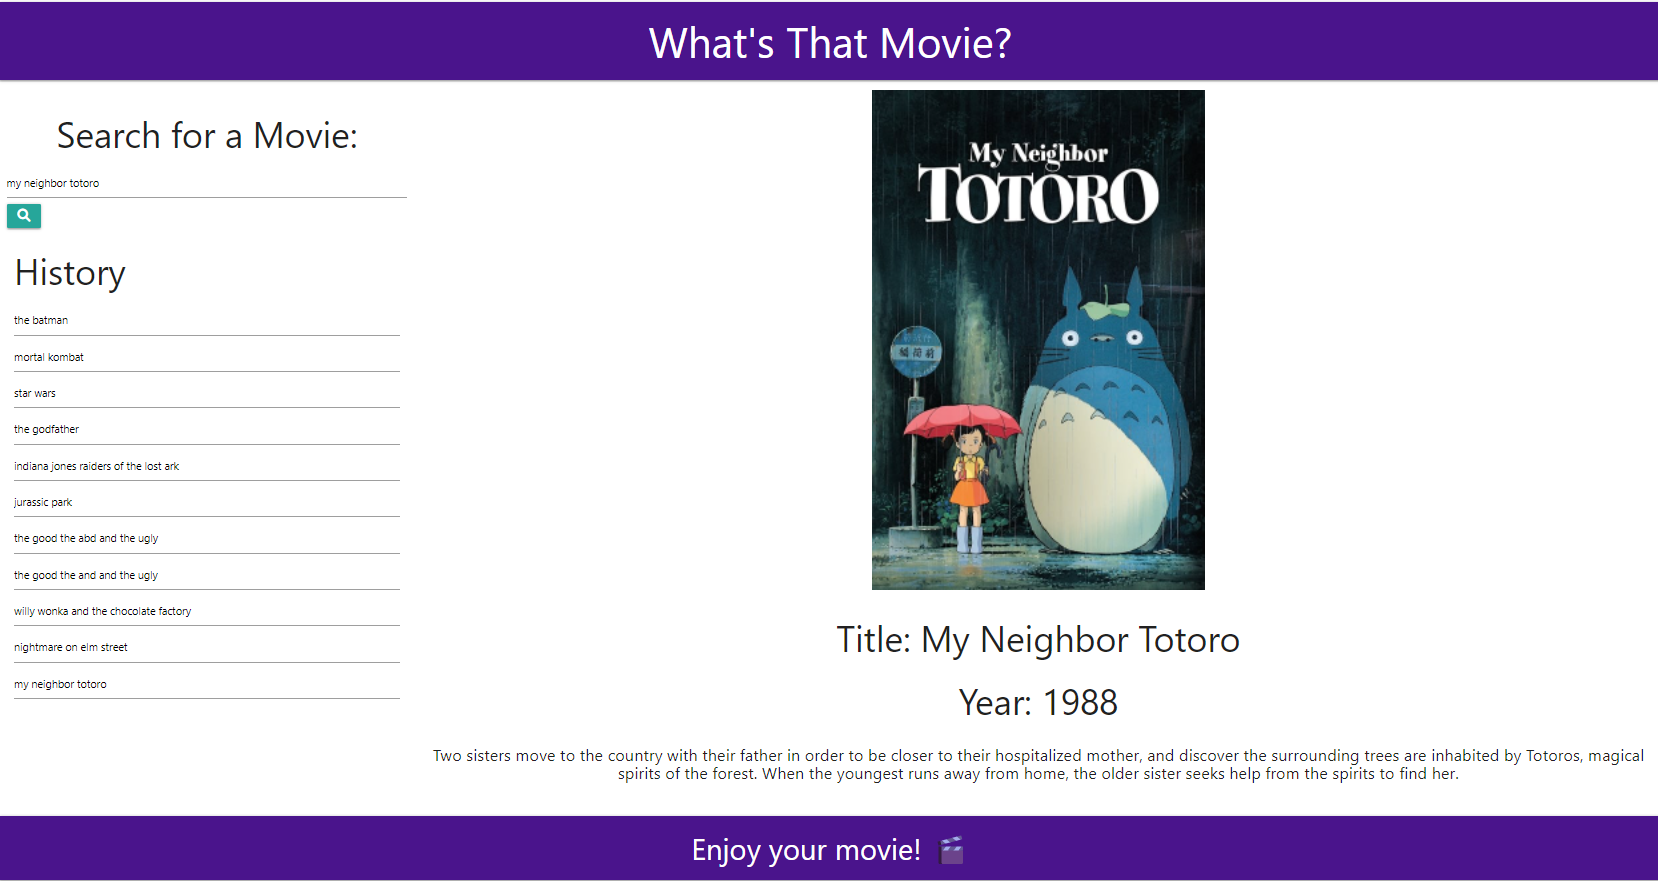 What's That Movie?
Search for a Movie:
my neighbor totoro
History
the batman
mortal kombat
star wars
the godfather
indiana jones raiders of the lost ark
jurassic park
the good the abd and the ugly
the good the and and the ugly
willy wonka and the chocolate factory
nightmare on elm street
my neighbor totoro
My Neighbor
TOTORO
Title: My Neighbor Totoro
Year: 1988
Two sisters move to the country with their father in order to be closer to their hospitalized mother, and discover the surrounding trees are inhabited by Totoros, magical
spirits of the forest. When the youngest runs away from home, the older sister seeks help from the spirits to find her.
Enjoy your movie! 🎬